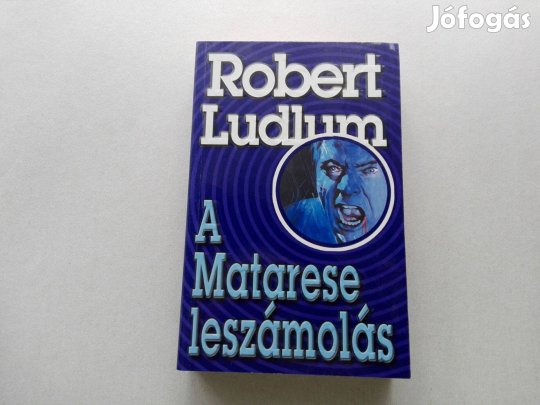 Jófogás
Robert
Ludlum
A
Matarese
leszámolás